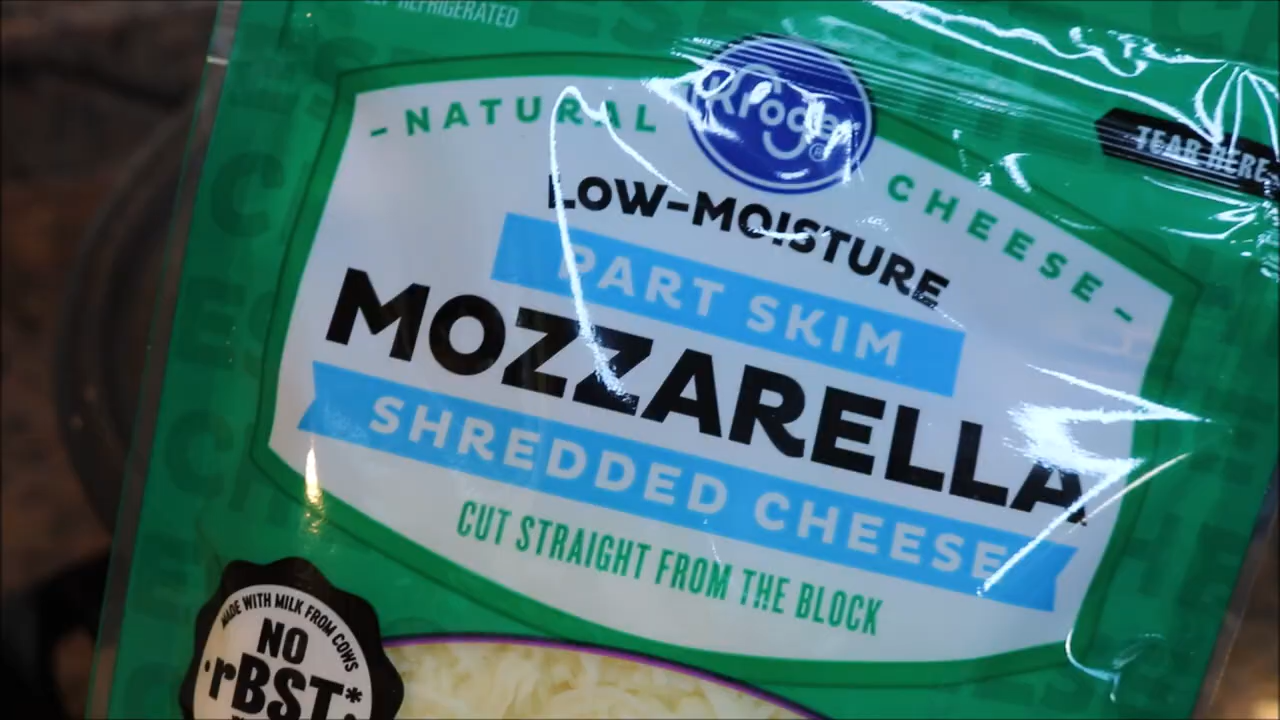 REFRIGERATED
- NATURAL
Kroger®
CHEESE -
TEAR HERE
LOW-MOISTURE
PART SKIM
MOZZARELLA
SHREDDED CHEESE
CUT STRAIGHT FROM THE BLOCK
MADE WITH MILK FROM COWS
NO
rBST*